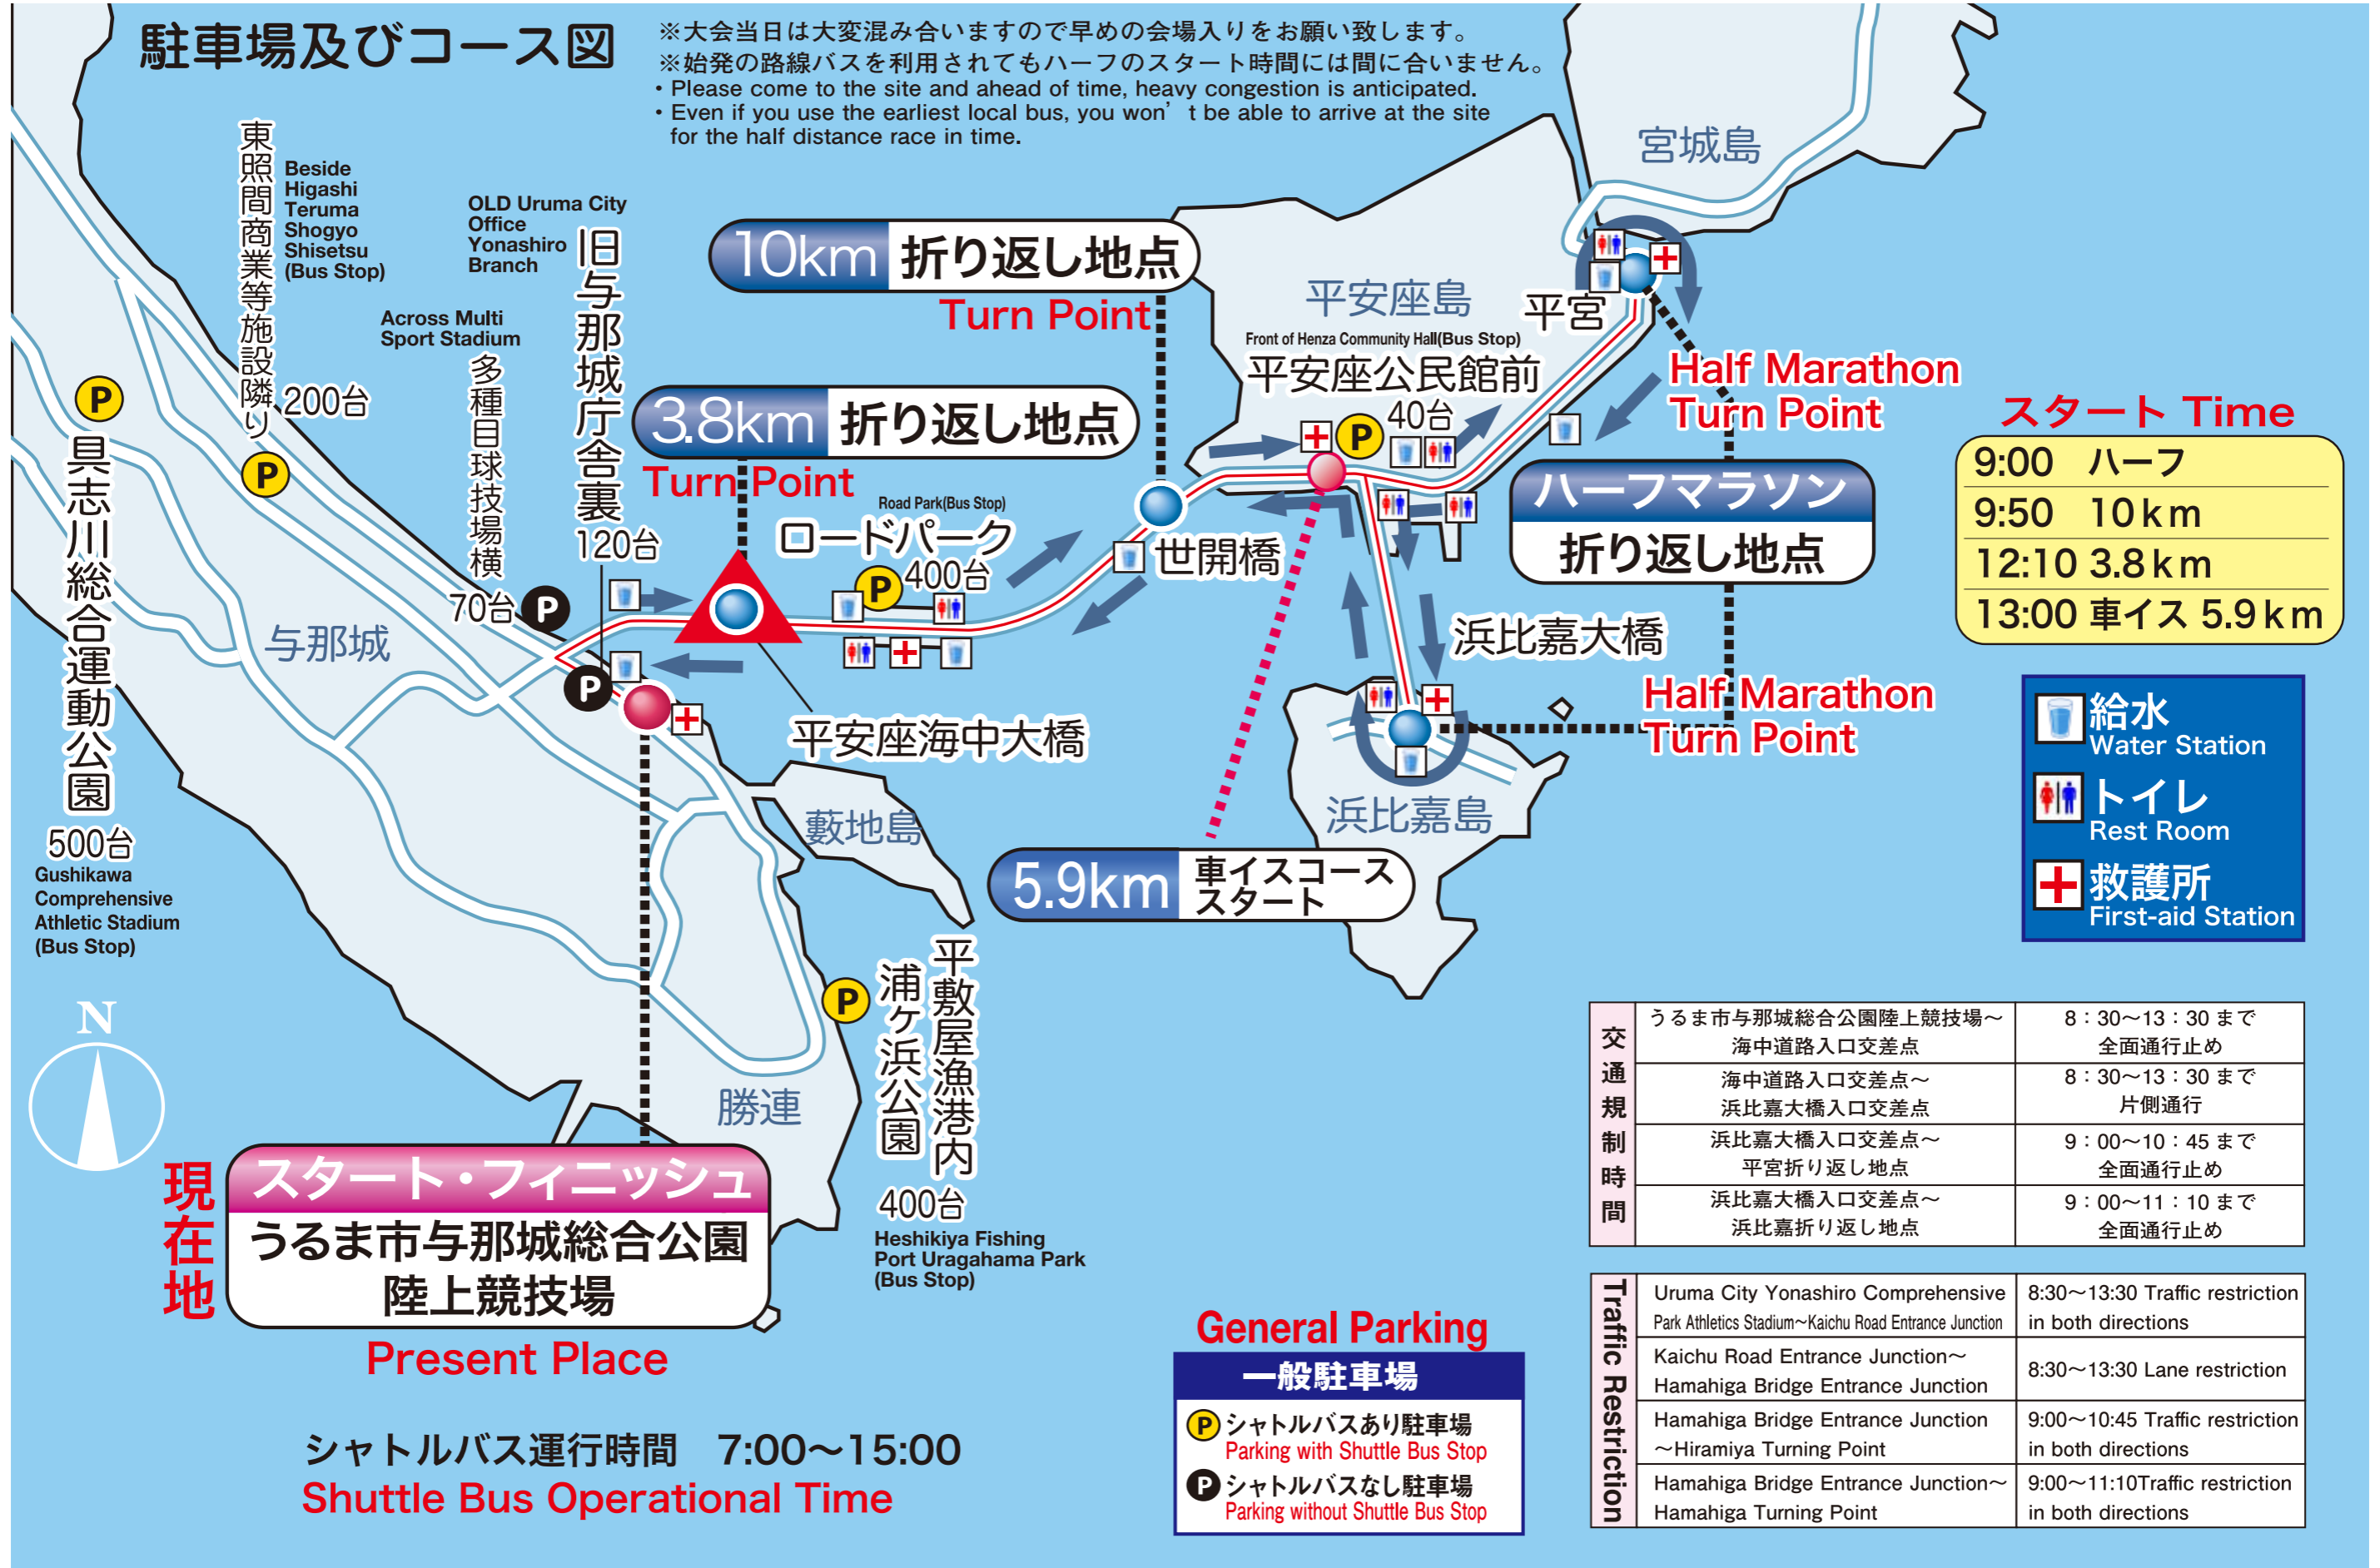 駐車場及びコース図
※大会当日は大変混み合いますので早めの会場入りをお願い致します。
※始発の路線バスを利用されてもハーフのスタート時間には間に合いません。
・Please come to the site and ahead of time, heavy congestion is anticipated.
・Even if you use the earliest local bus, you won’t be able to arrive at the site
for the half distance race in time.
宮城島
東照間商業等施設隣り
Beside
Higashi
Teruma
Shogyo
Shisetsu
(Bus Stop)
200台
P
OLD Uruma City
Office
Yonashiro
Branch
旧与那城庁舎裏
120台
P
Across Multi
Sport Stadium
多種目球技場横
70台
P
10km 折り返し地点
Turn Point
3.8km 折り返し地点
Turn Point
平安座島
平宮
Front of Henza Community Hall(Bus Stop)
平安座公民館前
40台
P
Half Marathon
Turn Point
ハーフマラソン
折り返し地点
スタート Time
9:00 ハーフ
9:50 10km
12:10 3.8km
13:00 車イス 5.9km
P
具志川総合運動公園
500台
Gushikawa
Comprehensive
Athletic Stadium
(Bus Stop)
Road Park(Bus Stop)
ロードパーク
400台
P
世開橋
与那城
浜比嘉大橋
平安座海中大橋
Half Marathon
Turn Point
藪地島
浜比嘉島
5.9km 車イスコース
スタート
給水
Water Station
トイレ
Rest Room
救護所
First-aid Station
P
平敷屋漁港内
浦ヶ浜公園
400台
Heshikiya Fishing
Port Uragahama Park
(Bus Stop)
勝連
N
現在地
スタート・フィニッシュ
うるま市与那城総合公園
陸上競技場
Present Place
シャトルバス運行時間 7:00～15:00
Shuttle Bus Operational Time
General Parking
一般駐車場
P シャトルバスあり駐車場
Parking with Shuttle Bus Stop
P シャトルバスなし駐車場
Parking without Shuttle Bus Stop
交通規制時間
うるま市与那城総合公園陸上競技場～
海中道路入口交差点
8：30～13：30 まで
全面通行止め
海中道路入口交差点～
浜比嘉大橋入口交差点
8：30～13：30 まで
片側通行
浜比嘉大橋入口交差点～
平宮折り返し地点
9：00～10：45 まで
全面通行止め
浜比嘉大橋入口交差点～
浜比嘉折り返し地点
9：00～11：10 まで
全面通行止め
Traffic Restriction
Uruma City Yonashiro Comprehensive
Park Athletics Stadium～Kaichu Road Entrance Junction
8:30～13:30 Traffic restriction
in both directions
Kaichu Road Entrance Junction～
Hamahiga Bridge Entrance Junction
8:30～13:30 Lane restriction
Hamahiga Bridge Entrance Junction
～Hiramiya Turning Point
9:00～10:45 Traffic restriction
in both directions
Hamahiga Bridge Entrance Junction～
Hamahiga Turning Point
9:00～11:10Traffic restriction
in both directions